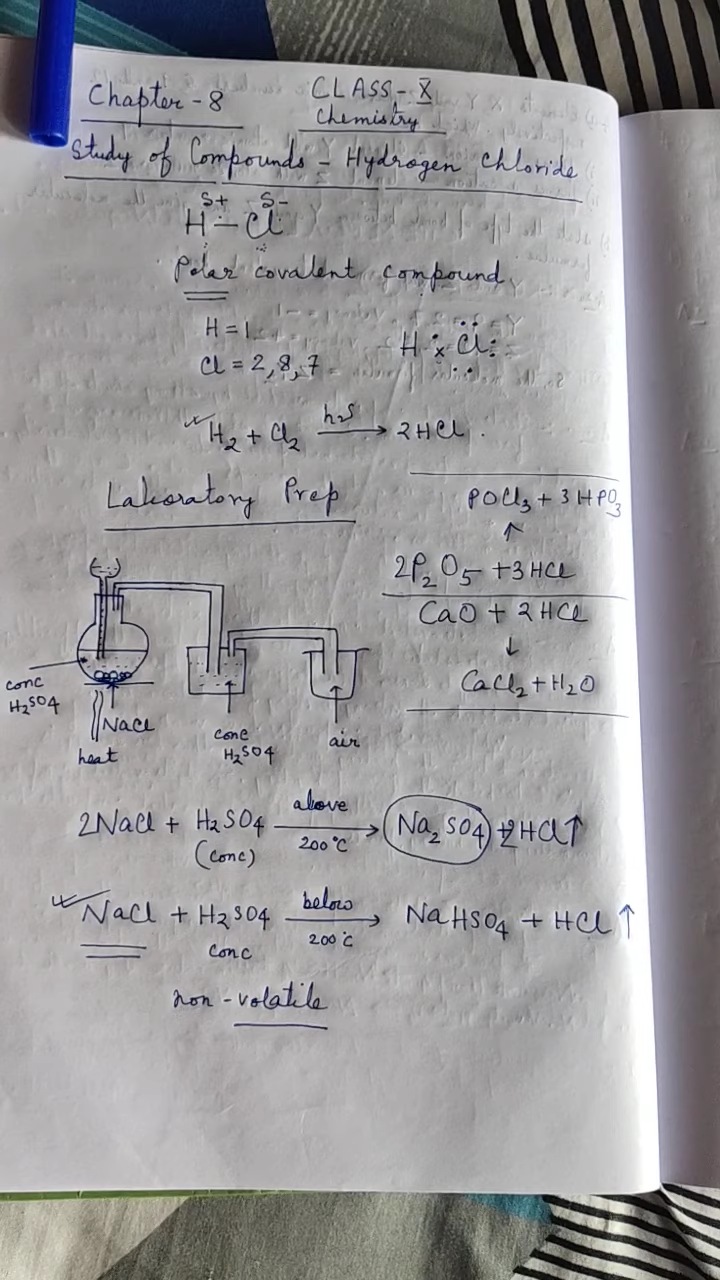 Chapter - 8
CLASS - X
Chemistry
Study of Compounds - Hydrogen Chloride
δ+ δ-
H - Cl
Polar covalent compound.
H = 1
Cl = 2, 8, 7
H × Cl
H₂ + Cl₂ → 2HCl.
Laboratory Prep
POCl₃ + 3HPO₃
↑
2P₂O₅ + 3HCl
CaO + 2HCl
↓
CaCl₂ + H₂O
conc
H₂SO₄
NaCl
heat
conc
H₂SO₄
air
above
2NaCl + H₂SO₄ → Na₂SO₄ + 2HCl↑
(conc) 200°C
below
NaCl + H₂SO₄ → NaHSO₄ + HCl↑
conc 200°C
non-volatile